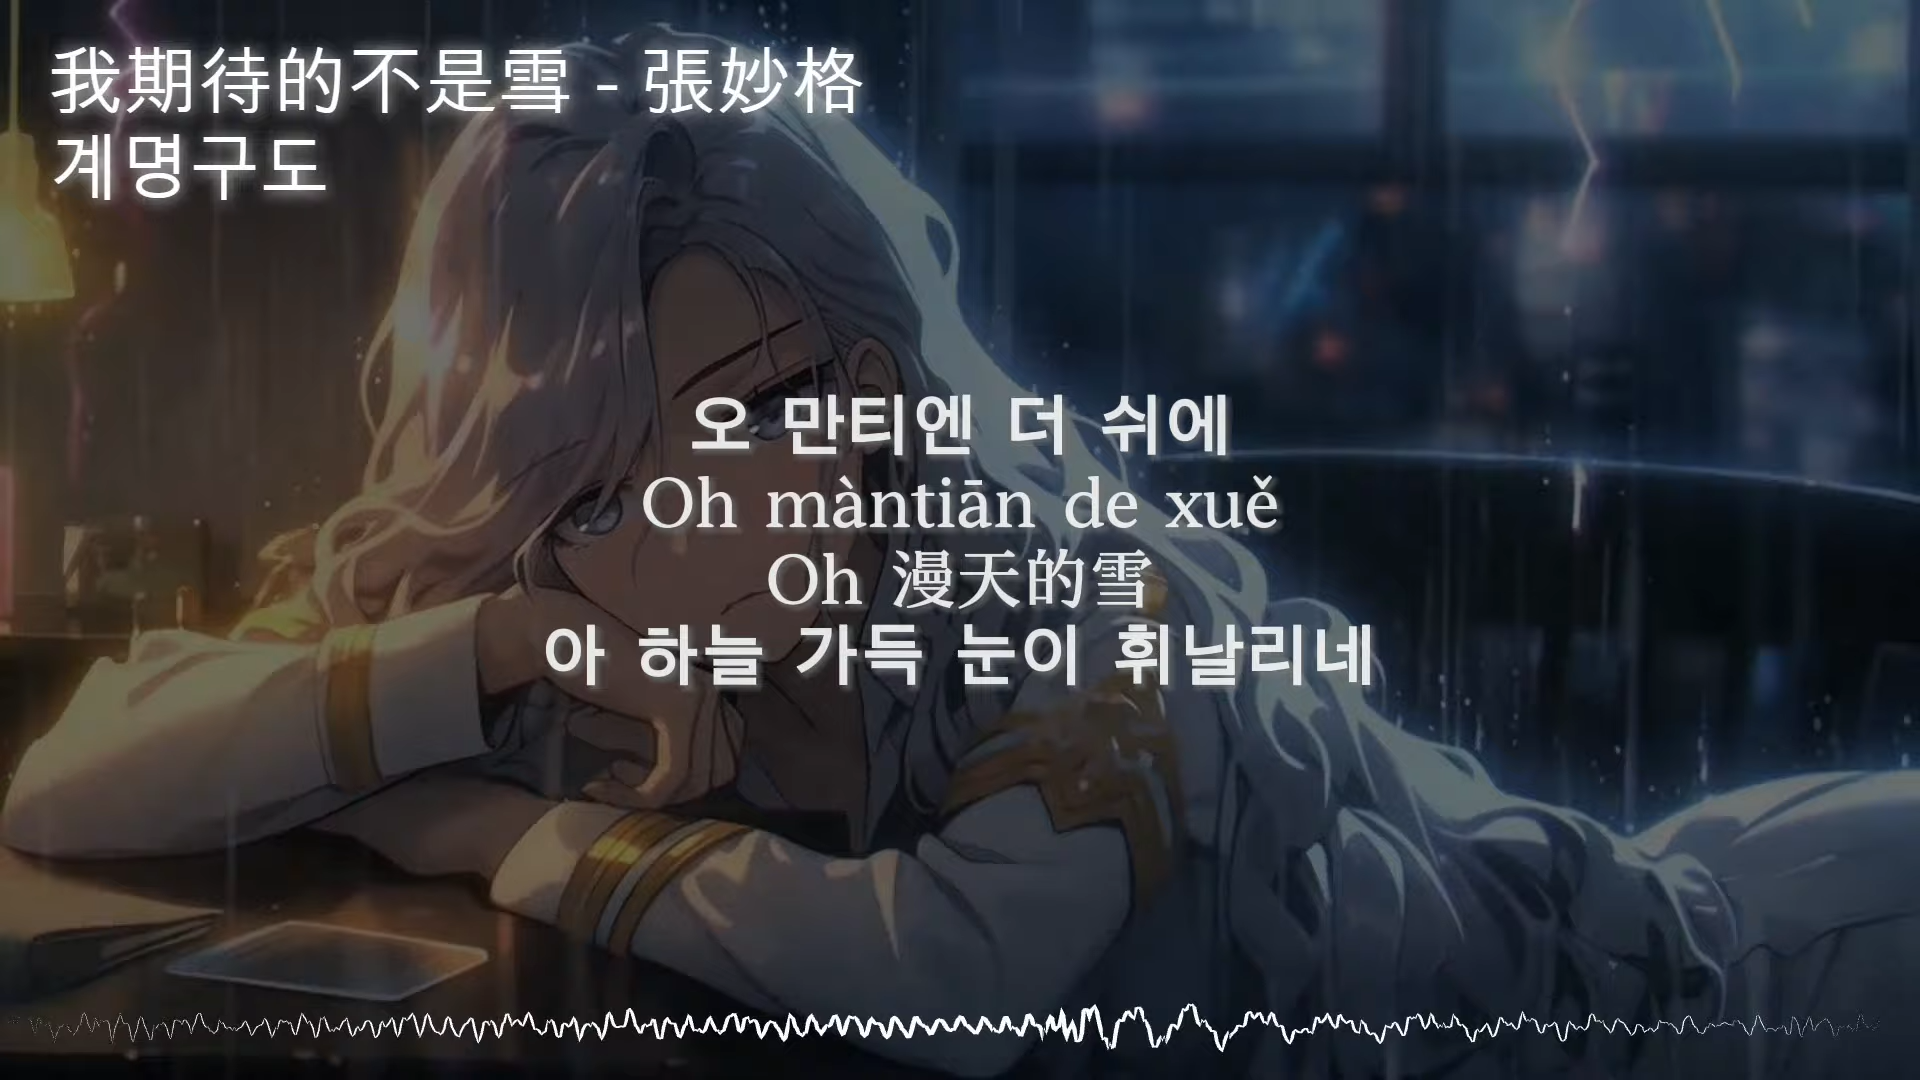 我期待的不是雪 - 張妙格
계명구도
오 만티엔 더 쉬에
Oh màntiān de xuě
Oh 漫天的雪
아 하늘 가득 눈이 휘날리네